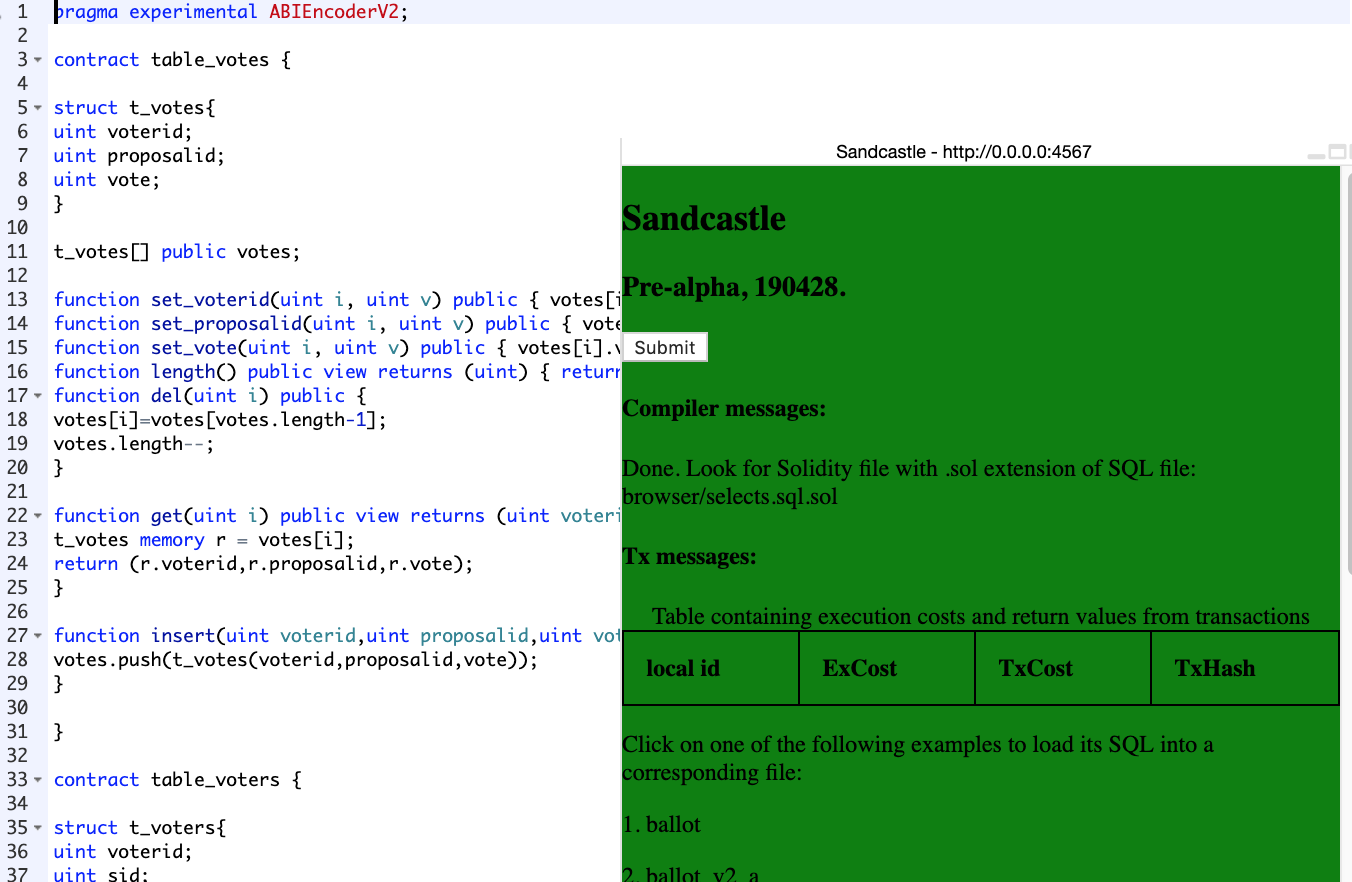 1 pragma experimental ABIEncoderV2;
2
3 contract table_votes {
4
5 struct t_votes{
6 uint voterid;
7 uint proposalid;
8 uint vote;
9 }
10
11 t_votes[] public votes;
12
13 function set_voterid(uint i, uint v) public { votes[i
14 function set_proposalid(uint i, uint v) public { vote
15 function set_vote(uint i, uint v) public { votes[i].v
16 function length() public view returns (uint) { return
17 function del(uint i) public {
18 votes[i]=votes[votes.length-1];
19 votes.length--;
20 }
21
22 function get(uint i) public view returns (uint voteri
23 t_votes memory r = votes[i];
24 return (r.voterid,r.proposalid,r.vote);
25 }
26
27 function insert(uint voterid,uint proposalid,uint vot
28 votes.push(t_votes(voterid,proposalid,vote));
29 }
30
31 }
32
33 contract table_voters {
34
35 struct t_voters{
36 uint voterid;
37 uint sid;
Sandcastle - http://0.0.0.0:4567
Sandcastle
Pre-alpha, 190428.
Submit
Compiler messages:
Done. Look for Solidity file with .sol extension of SQL file:
browser/selects.sql.sol
Tx messages:
Table containing execution costs and return values from transactions
local id ExCost TxCost TxHash
Click on one of the following examples to load its SQL into a
corresponding file:
1. ballot
2. ballot_v2_a